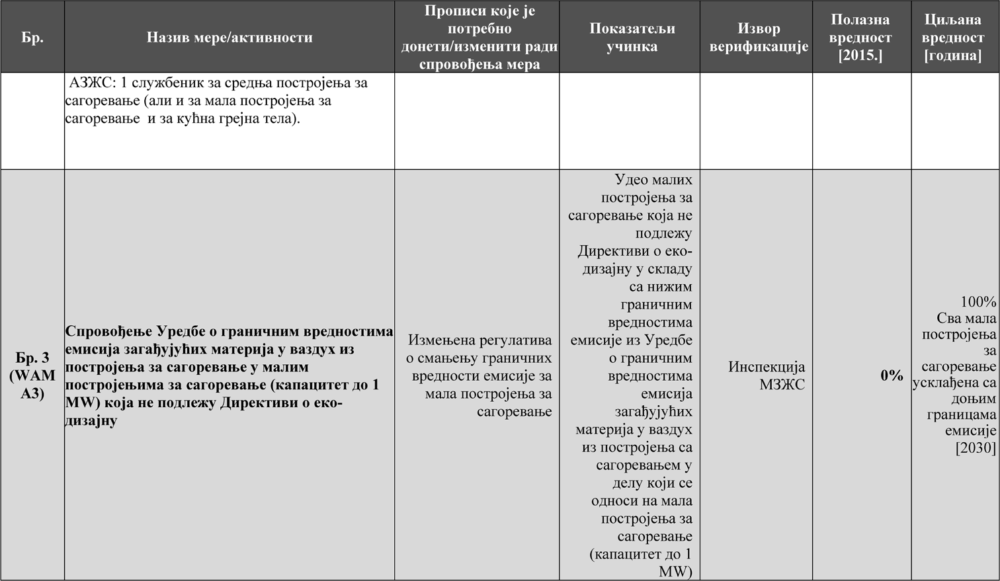 Бр.
Назив мере/активности
Прописи које је
потребно
донети/изменити ради
спровођења мера
Показатељи
учинка
Извор
верификације
Полазна
вредност
[2015.]
Циљана
вредност
[година]
АЗЖС: 1 службеник за средња постројења за
сагоревање (али и за мала постројења за
сагоревање и за кућна грејна тела).
Бр. 3
(WAM
A3)
Спровођење Уредбе о граничним вредностима
емисија загађујућих материја у ваздух из
постројења за сагоревање у малим
постројењима за сагоревање (капацитет до 1
MW) која не подлежу Директиви о еко-
дизајну
Измењена регулатива
о смањењу граничних
вредности емисије за
мала постројења за
сагоревање
Удео малих
постројења за
сагоревање која не
подлежу
Директиви о еко-
дизајну у складу
са нижим
граничним
вредностима
емисије из Уредбе
о граничним
вредностима
емисија
загађујућих
материја у ваздух
из постројења са
сагоревањем у
делу који се
односи на мала
постројења за
сагоревање
(капацитет до 1
MW)
Инспекција
МЗЖС
0%
100%
Сва мала
постројења
за
сагоревање
усклађена са
доњим
границама
емисије
[2030]